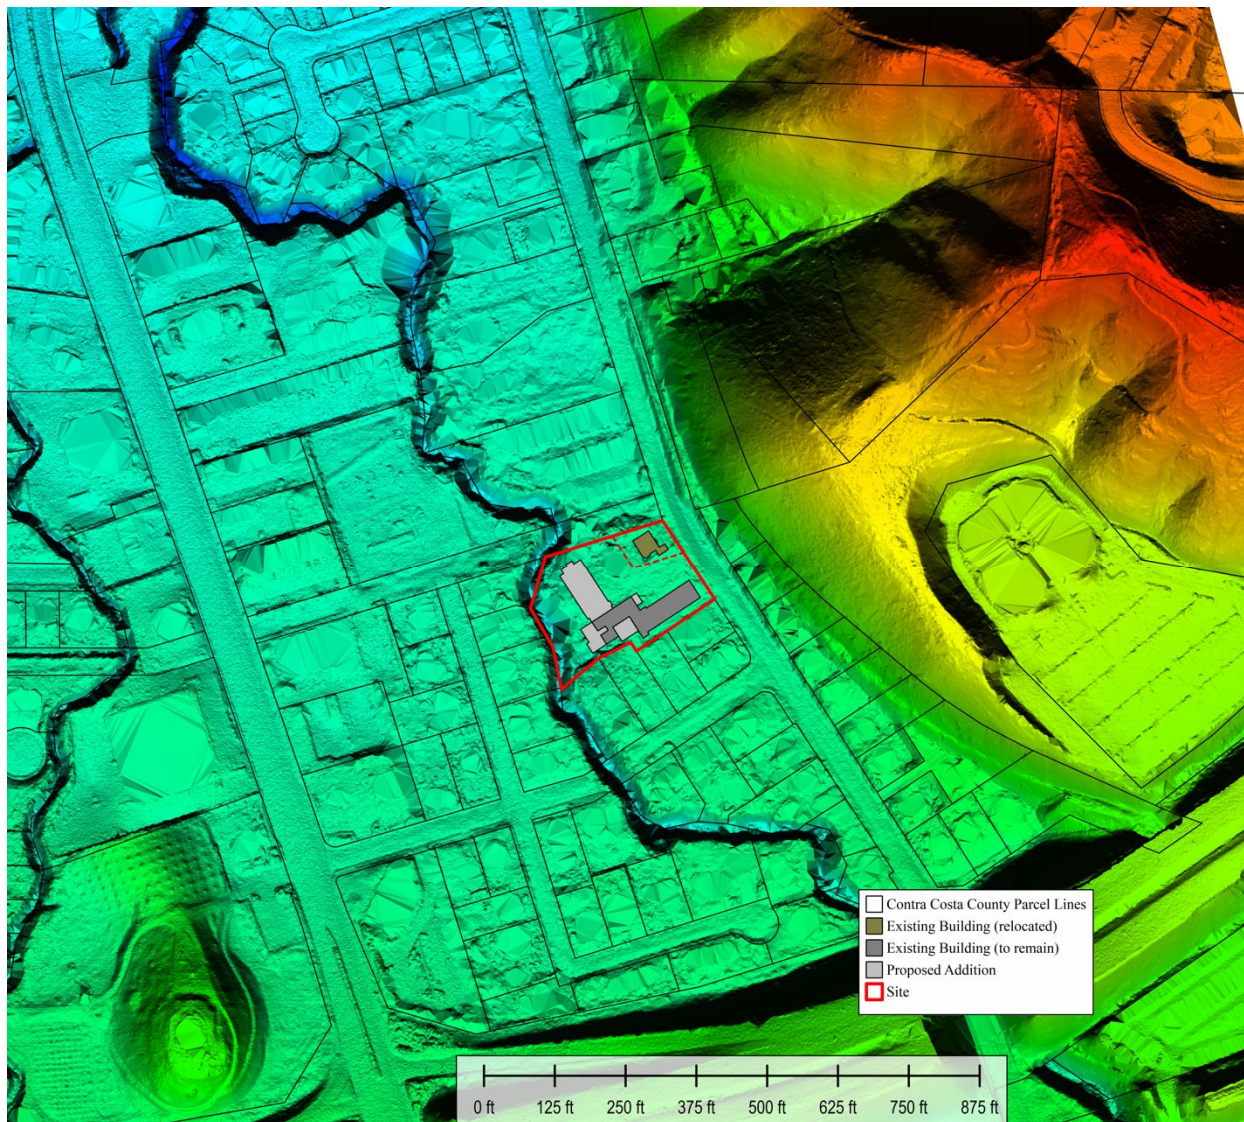 Contra Costa County Parcel Lines
Existing Building (relocated)
Existing Building (to remain)
Proposed Addition
Site
0 ft 125 ft 250 ft 375 ft 500 ft 625 ft 750 ft 875 ft